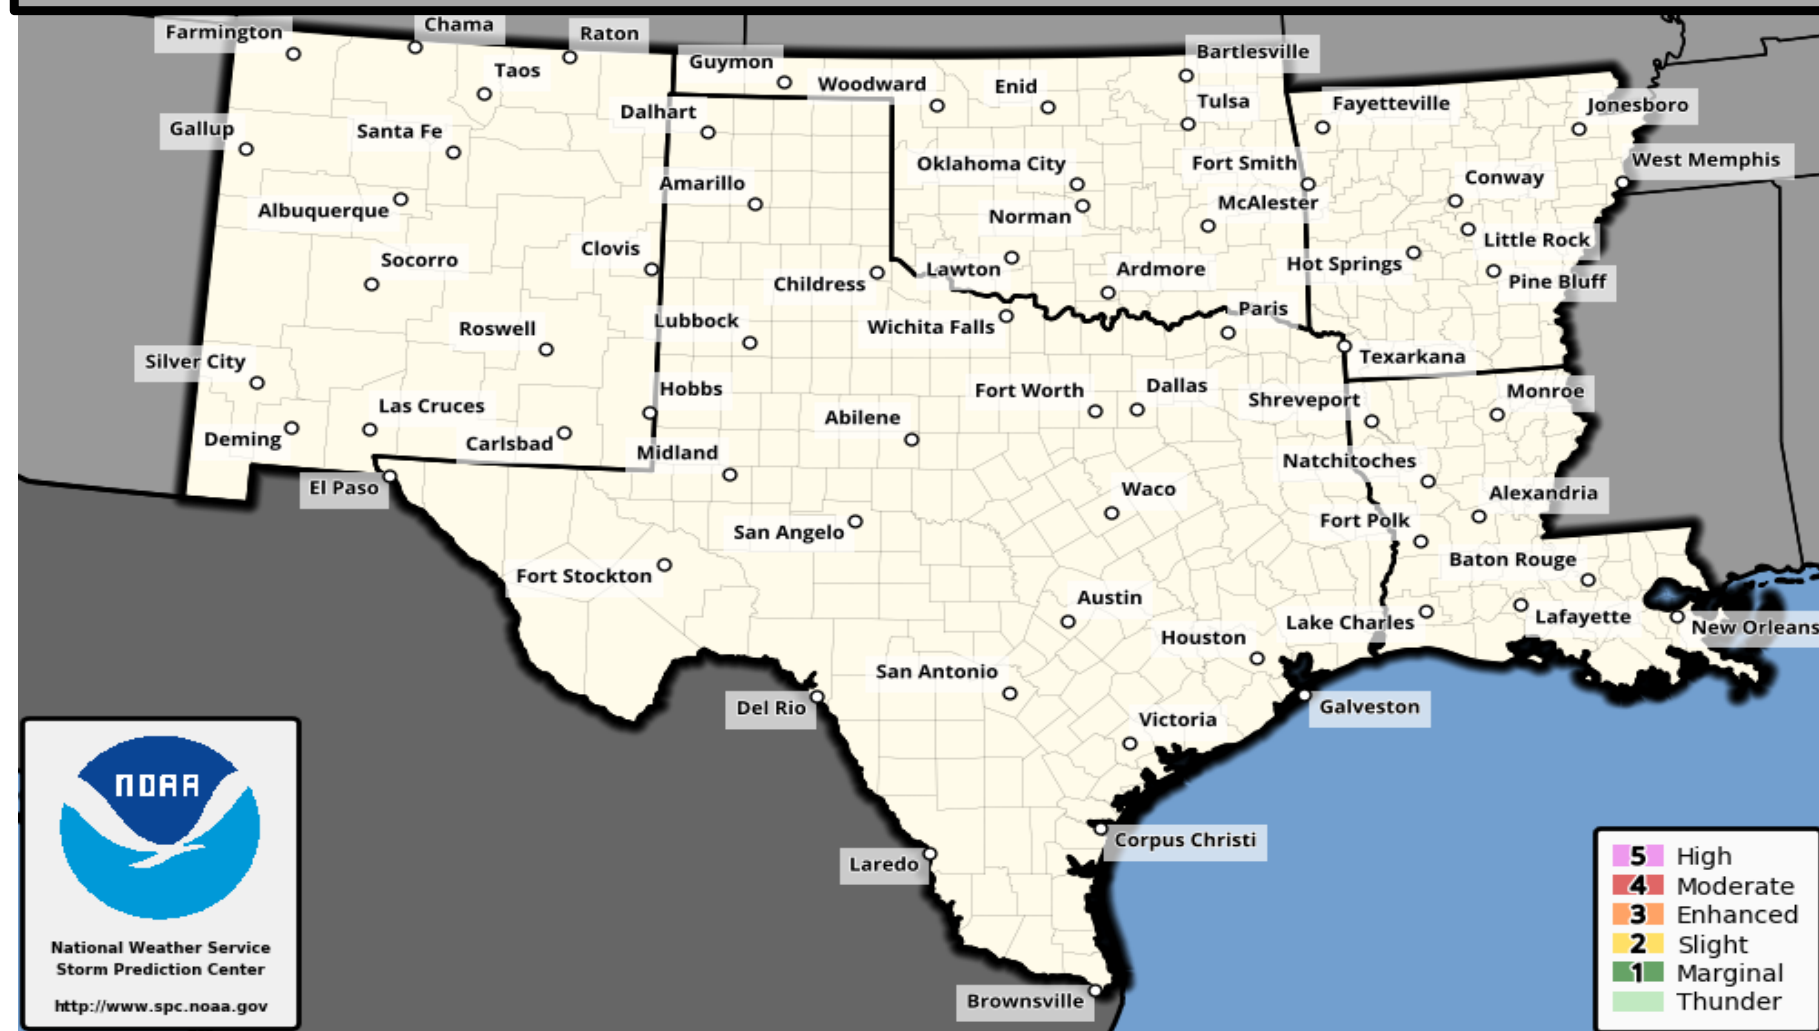 Farmington
Chama
Raton
Taos
Guymon
Woodward
Enid
Bartlesville
Tulsa
Fayetteville
Jonesboro
Gallup
Santa Fe
Dalhart
Oklahoma City
Fort Smith
Conway
West Memphis
Albuquerque
Amarillo
Norman
McAlester
Little Rock
Socorro
Clovis
Childress
Lawton
Ardmore
Hot Springs
Pine Bluff
Roswell
Lubbock
Wichita Falls
Paris
Texarkana
Silver City
Las Cruces
Hobbs
Fort Worth
Dallas
Shreveport
Monroe
Deming
Carlsbad
Midland
Abilene
Natchitoches
El Paso
Waco
Alexandria
San Angelo
Fort Polk
Fort Stockton
Baton Rouge
Austin
Lake Charles
Lafayette
New Orleans
Houston
San Antonio
Del Rio
Victoria
Galveston
Corpus Christi
Laredo
Brownsville
NOAA
National Weather Service
Storm Prediction Center
http://www.spc.noaa.gov
5 High
4 Moderate
3 Enhanced
2 Slight
1 Marginal
Thunder